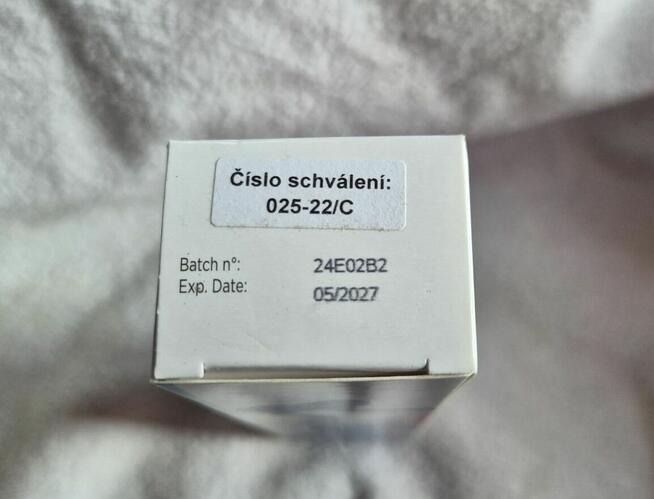 Číslo schválení:
025-22/C
Batch n°: 24E02B2
Exp. Date: 05/2027